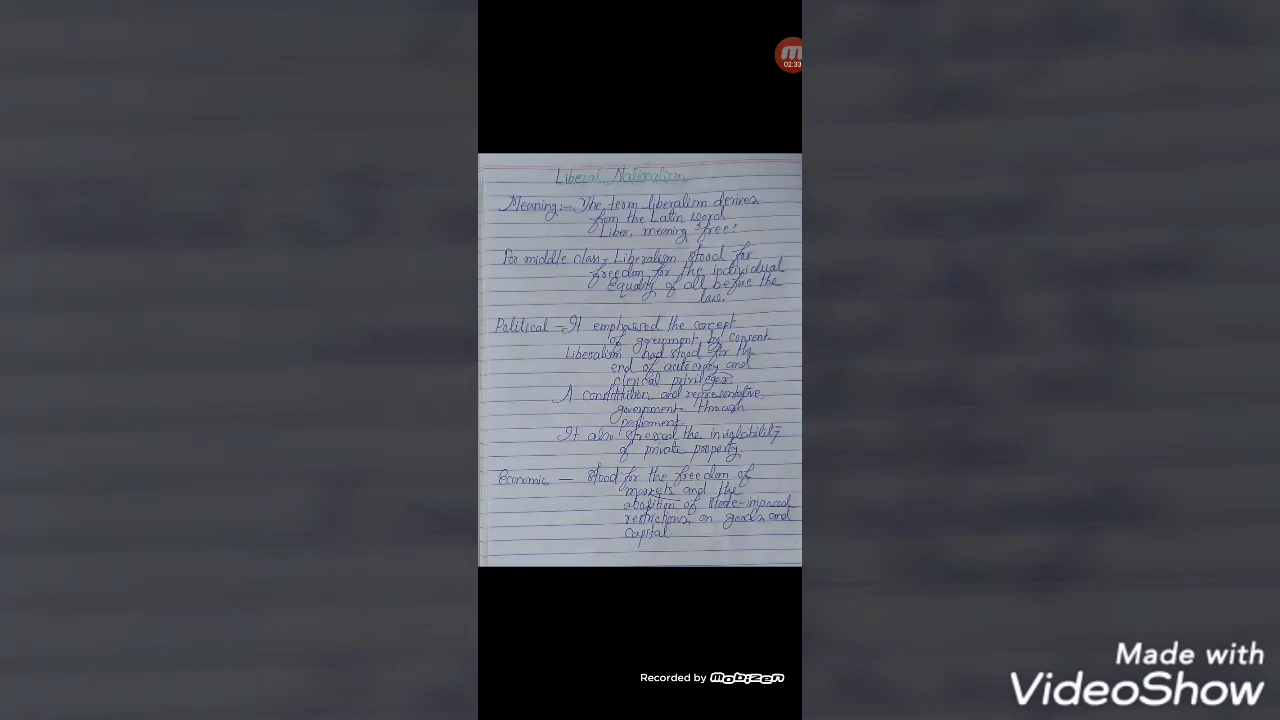 02:33
Liberal Nationalism
Meaning:- The term liberalism derives
from the Latin word
Liber, meaning free.
For middle class, Liberalism stood for
freedom for the individual
equality of all before the
law.
Political - It emphasised the concept
of government by consent
Liberalism had stood for the
end of autocracy and
clerical privileges.
A constitution and representative
government through
parliament
It also stressed the inviolability
of private property.
Economic - stood for the freedom of
markets and the
abolition of state-imposed
restrictions on goods and
capital
Recorded by mobizen
Made with
VideoShow